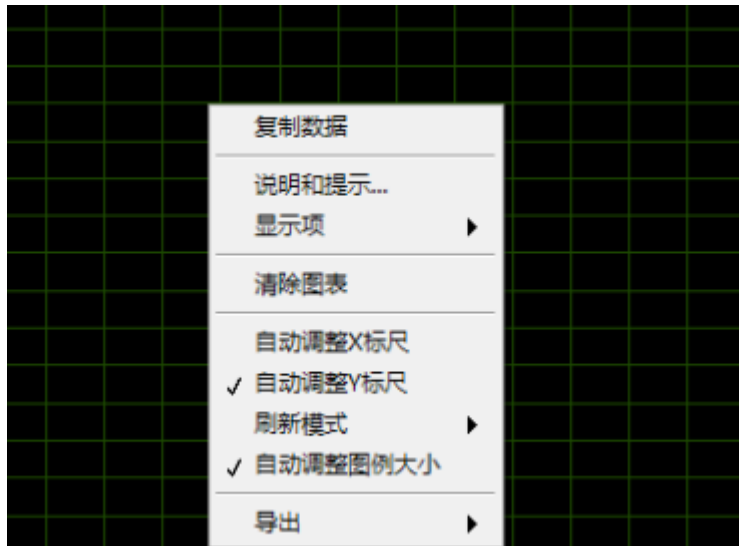 复制数据
说明和提示...
显示项
清除图表
自动调整X标尺
自动调整Y标尺
刷新模式
自动调整图例大小
导出